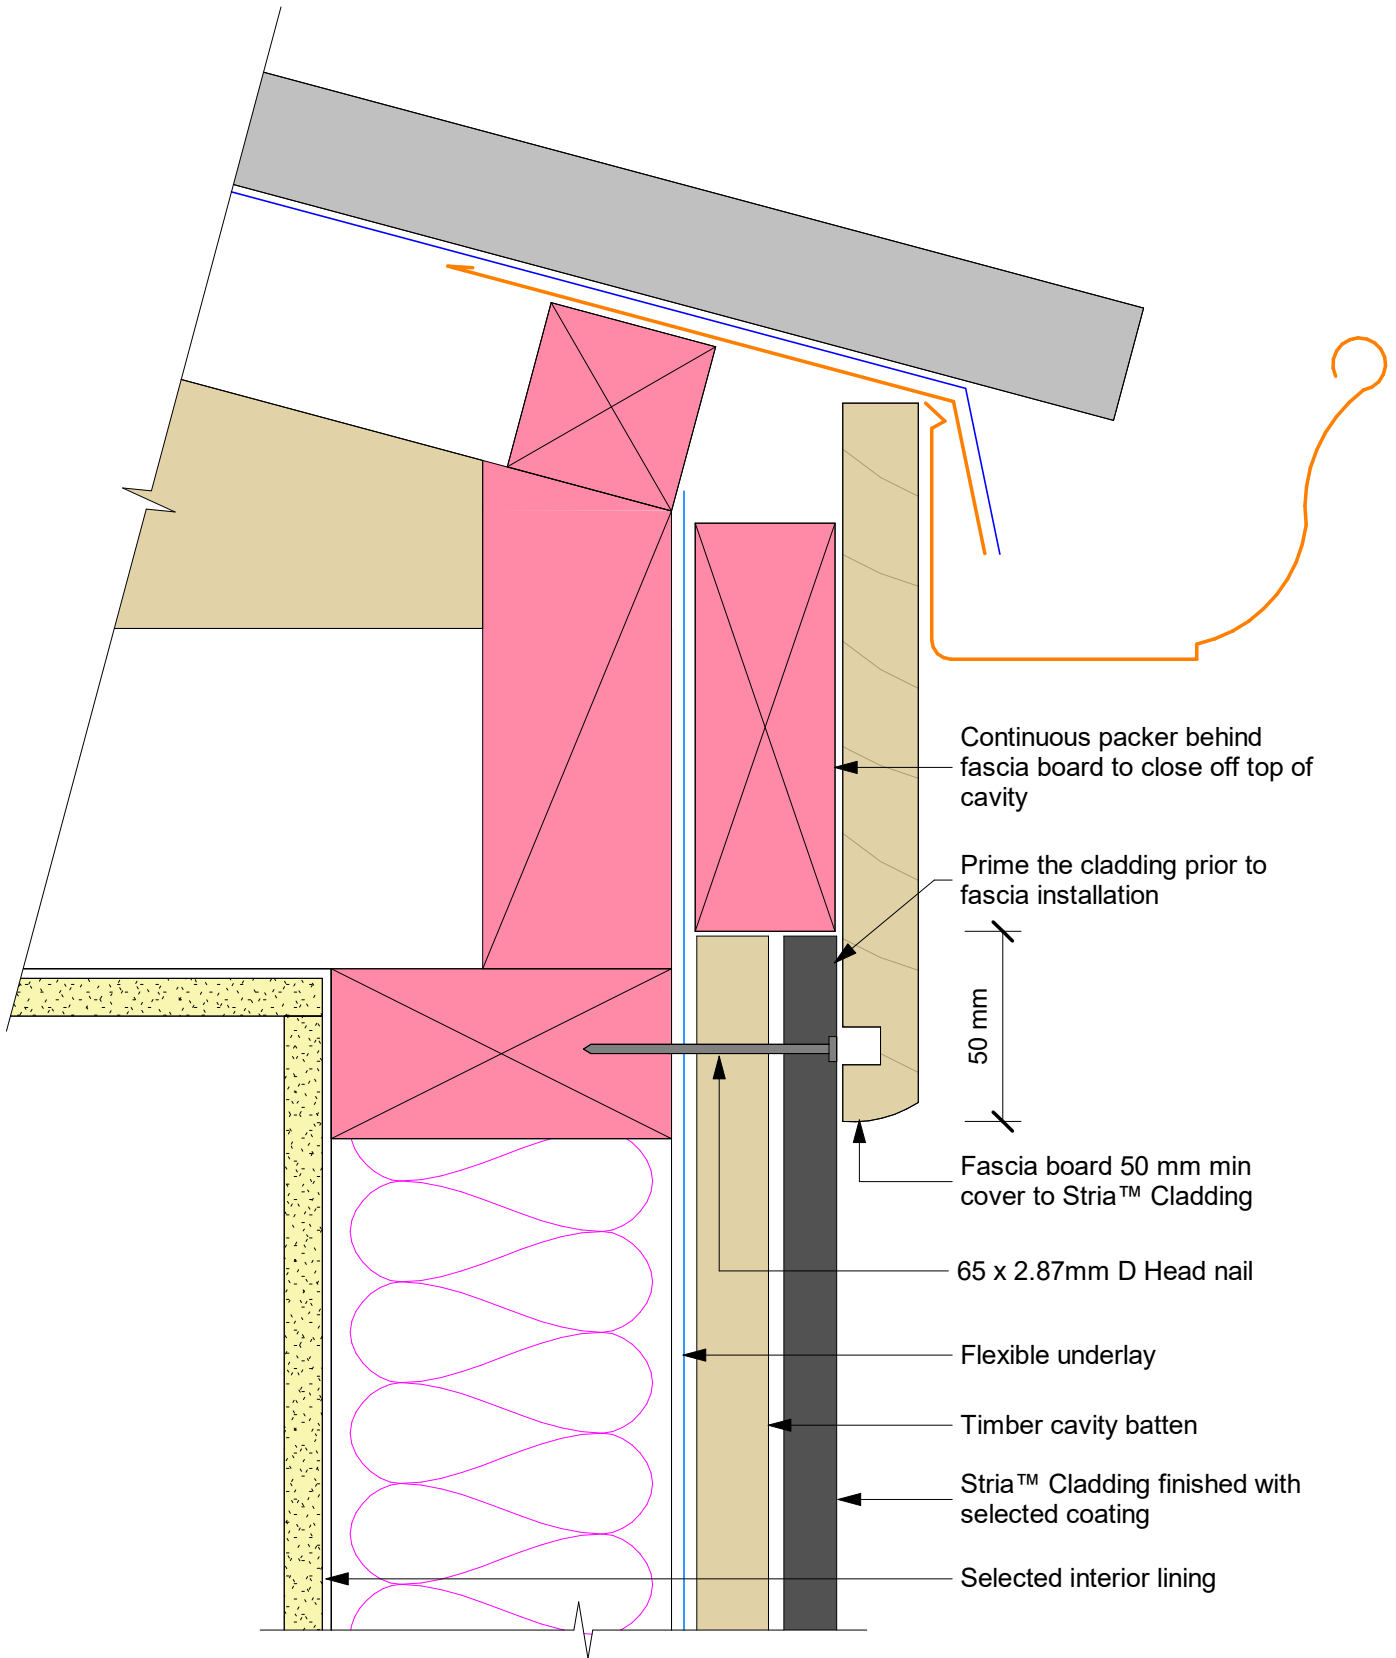 Continuous packer behind
fascia board to close off top of
cavity
Prime the cladding prior to
fascia installation
50 mm
Fascia board 50 mm min
cover to Stria™ Cladding
65 x 2.87mm D Head nail
Flexible underlay
Timber cavity batten
Stria™ Cladding finished with
selected coating
Selected interior lining